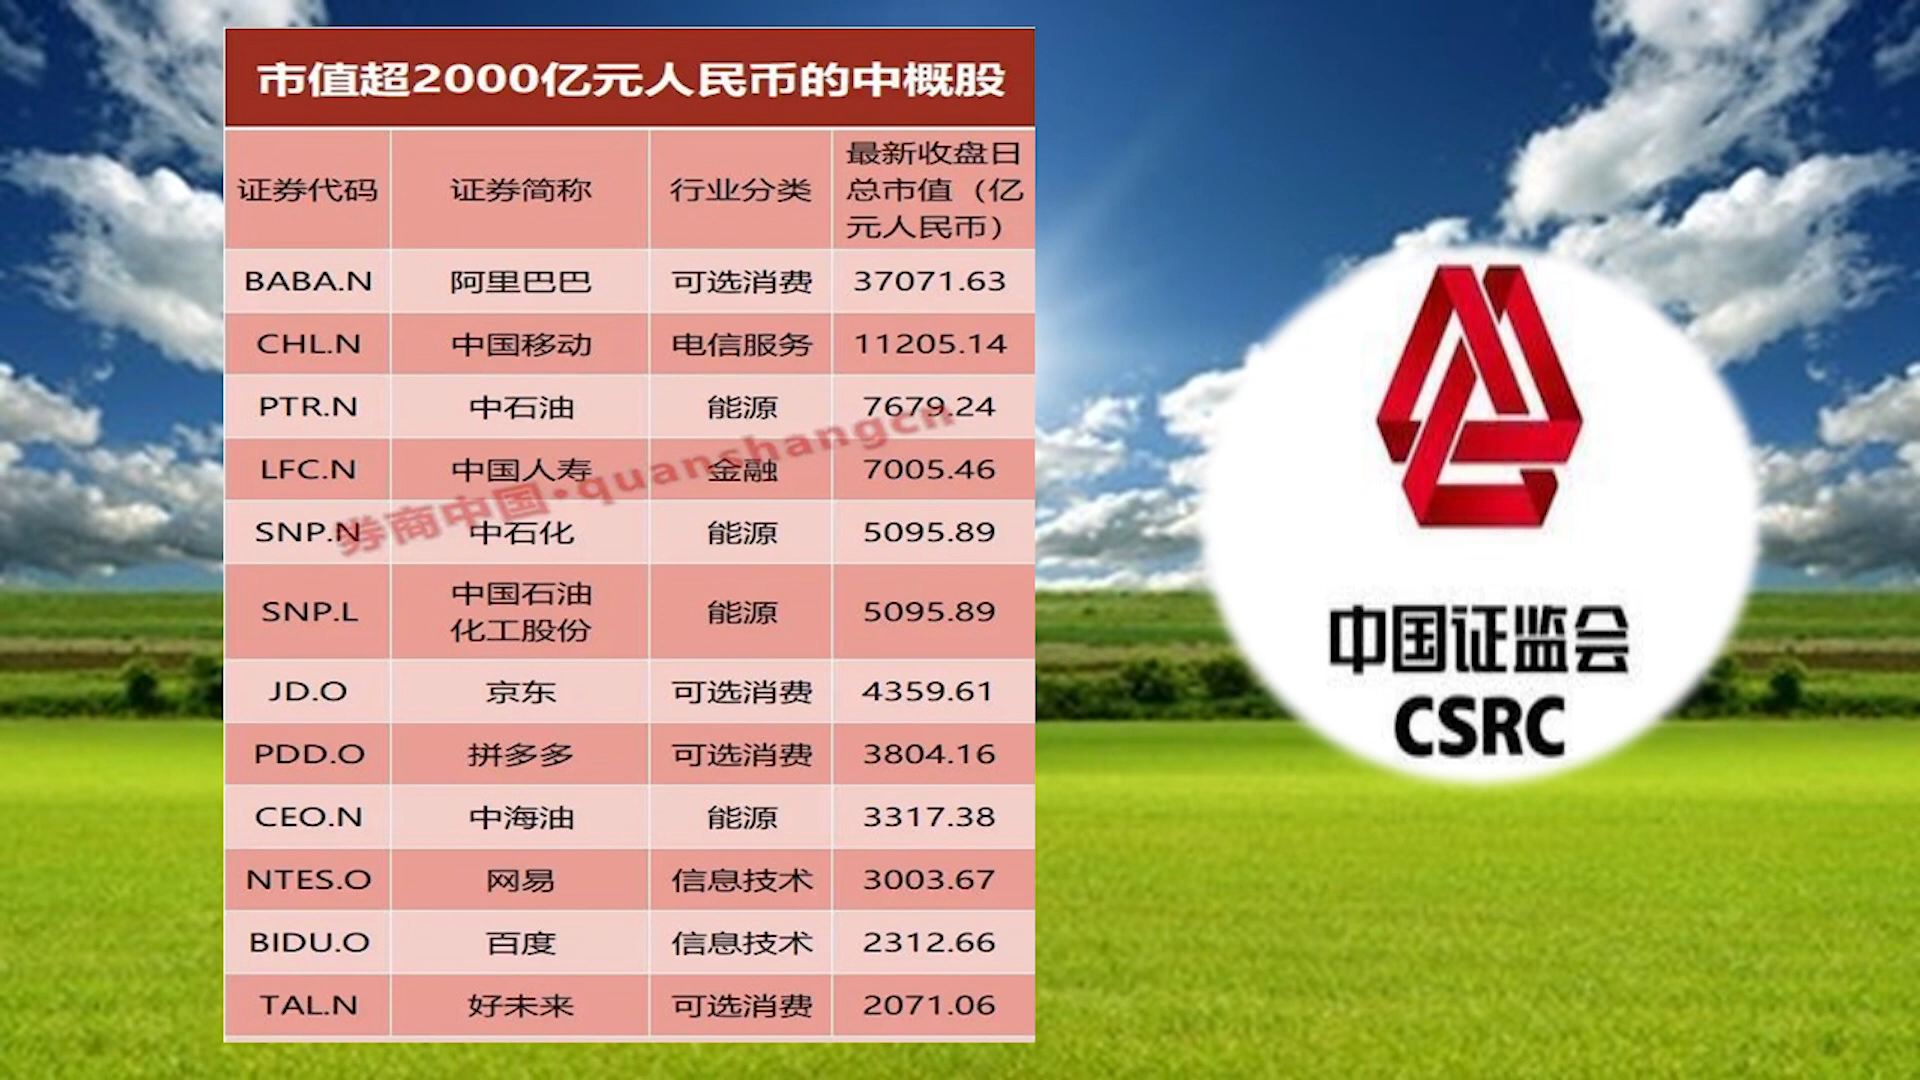 市值超2000亿元人民币的中概股
证券代码 证券简称 行业分类 最新收盘日
总市值（亿
元人民币）
BABA.N 阿里巴巴 可选消费 37071.63
CHL.N 中国移动 电信服务 11205.14
PTR.N 中石油 能源 7679.24
LFC.N 中国人寿 金融 7005.46
SNP.N 中石化 能源 5095.89
SNP.L 中国石油
化工股份 能源 5095.89
JD.O 京东 可选消费 4359.61
PDD.O 拼多多 可选消费 3804.16
CEO.N 中海油 能源 3317.38
NTES.O 网易 信息技术 3003.67
BIDU.O 百度 信息技术 2312.66
TAL.N 好未来 可选消费 2071.06
券商中国·quanshangcn
中国证监会
CSRC